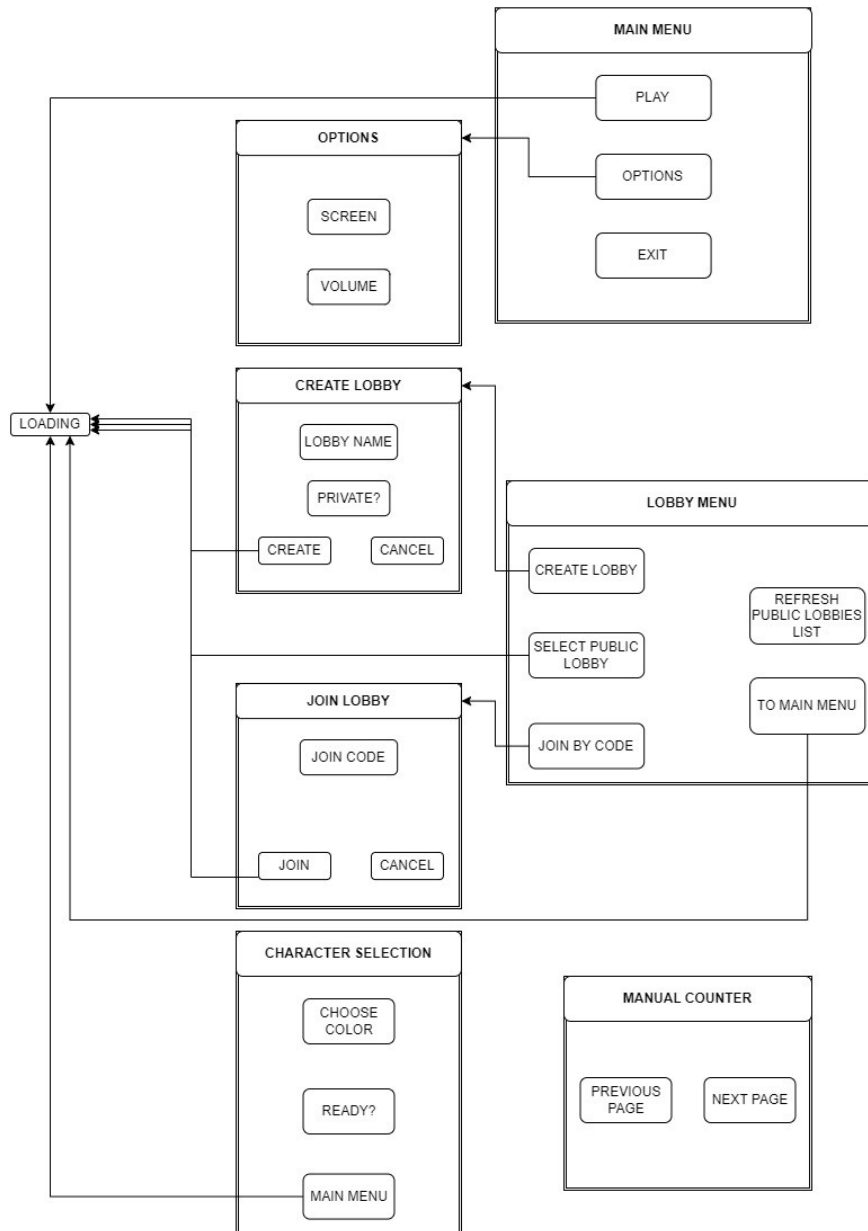 MAIN MENU
PLAY
OPTIONS
EXIT
OPTIONS
SCREEN
VOLUME
LOADING
CREATE LOBBY
LOBBY NAME
PRIVATE?
CREATE
CANCEL
LOBBY MENU
CREATE LOBBY
REFRESH
PUBLIC LOBBIES
LIST
SELECT PUBLIC
LOBBY
TO MAIN MENU
JOIN BY CODE
JOIN LOBBY
JOIN CODE
JOIN
CANCEL
CHARACTER SELECTION
CHOOSE
COLOR
READY?
MAIN MENU
MANUAL COUNTER
PREVIOUS
PAGE
NEXT PAGE